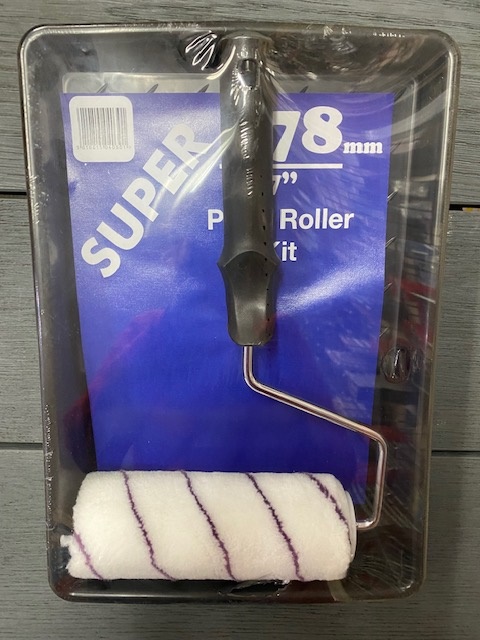 SUPER
78mm
7”
P Roller
Kit